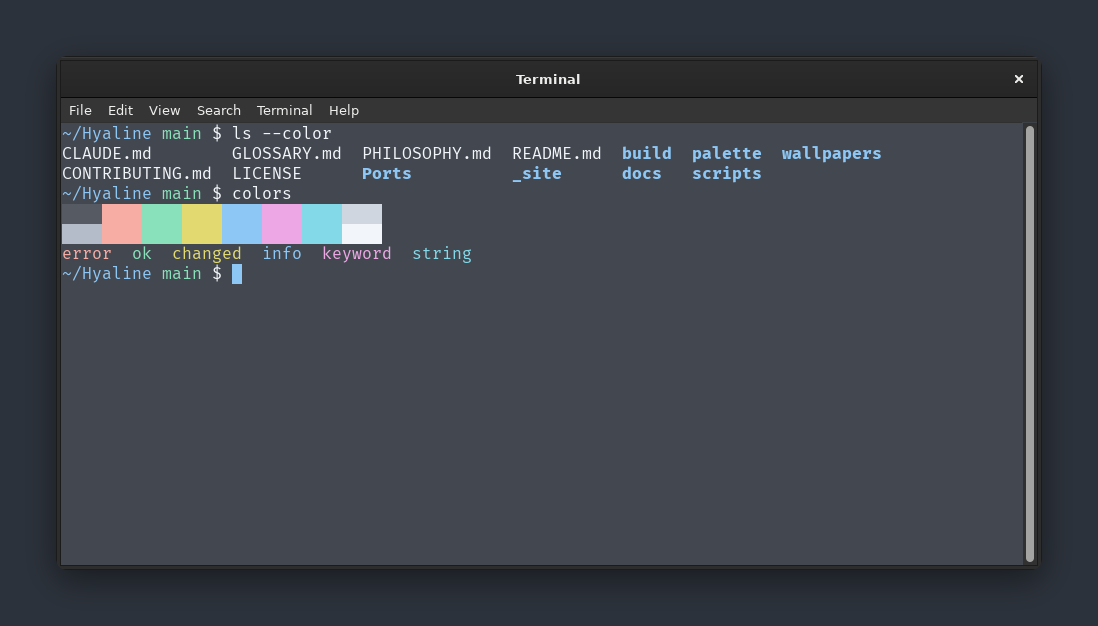 Terminal ×
File Edit View Search Terminal Help
~/Hyaline main $ ls --color
CLAUDE.md GLOSSARY.md PHILOSOPHY.md README.md build palette wallpapers
CONTRIBUTING.md LICENSE Ports _site docs scripts
~/Hyaline main $ colors
error ok changed info keyword string
~/Hyaline main $